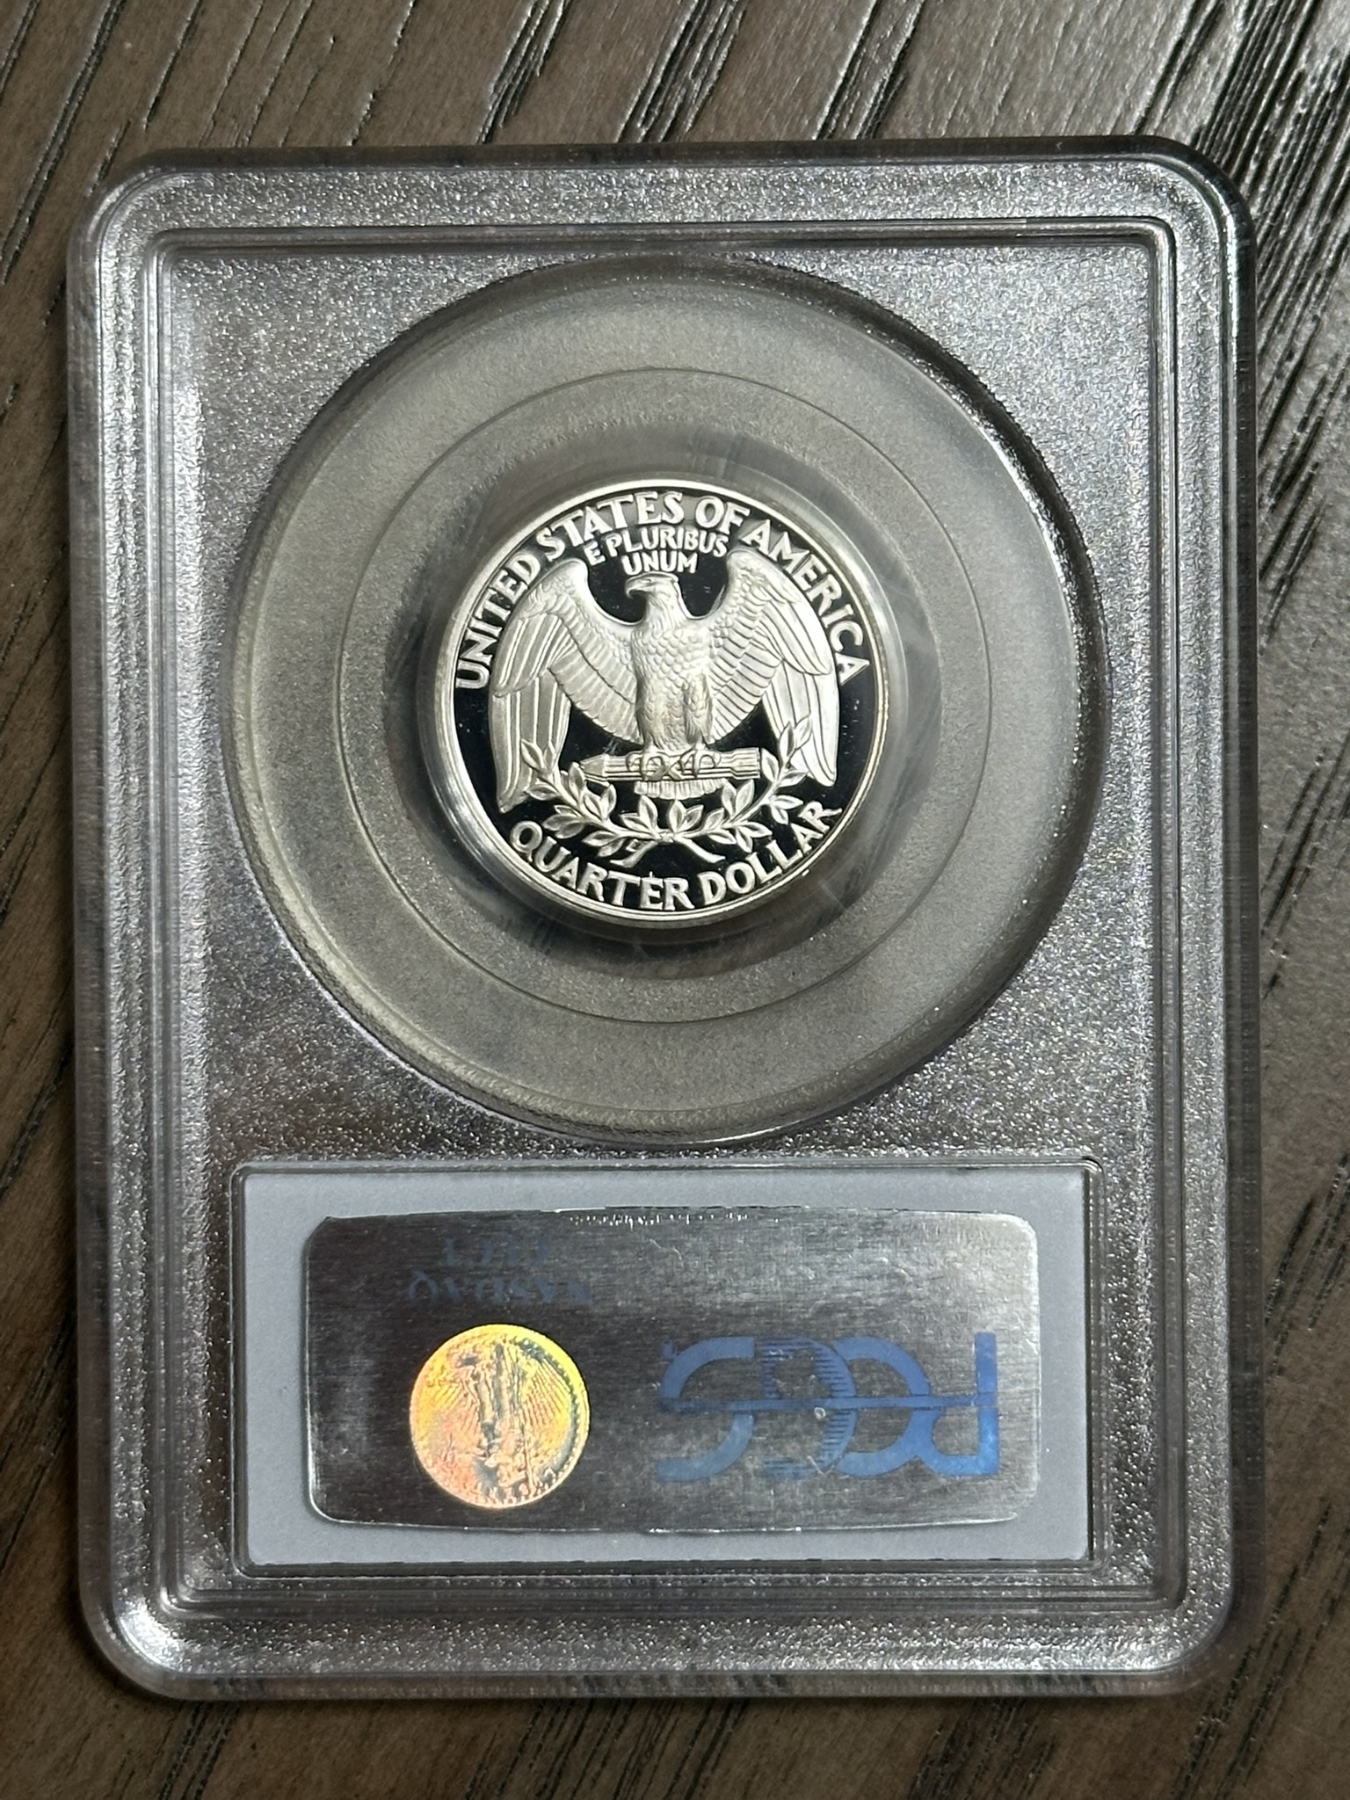 UNITED STATES OF AMERICA
E PLURIBUS
UNUM
QUARTER DOLLAR
PCGS